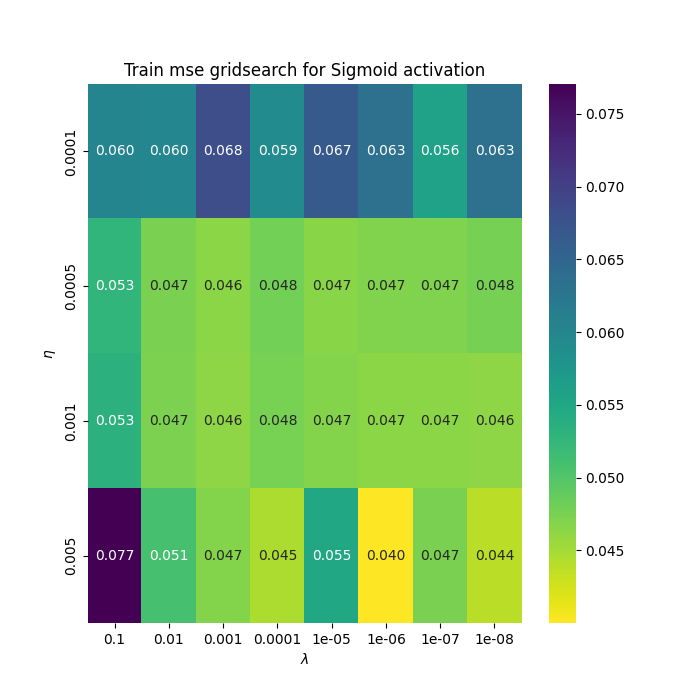 Train mse gridsearch for Sigmoid activation
0.0001 0.060 0.060 0.068 0.059 0.067 0.063 0.056 0.063
0.0005 0.053 0.047 0.046 0.048 0.047 0.047 0.047 0.048
0.001 0.053 0.047 0.046 0.048 0.047 0.047 0.047 0.046
0.005 0.077 0.051 0.047 0.045 0.055 0.040 0.047 0.044
η
0.1 0.01 0.001 0.0001 1e-05 1e-06 1e-07 1e-08
λ
0.075
0.070
0.065
0.060
0.055
0.050
0.045